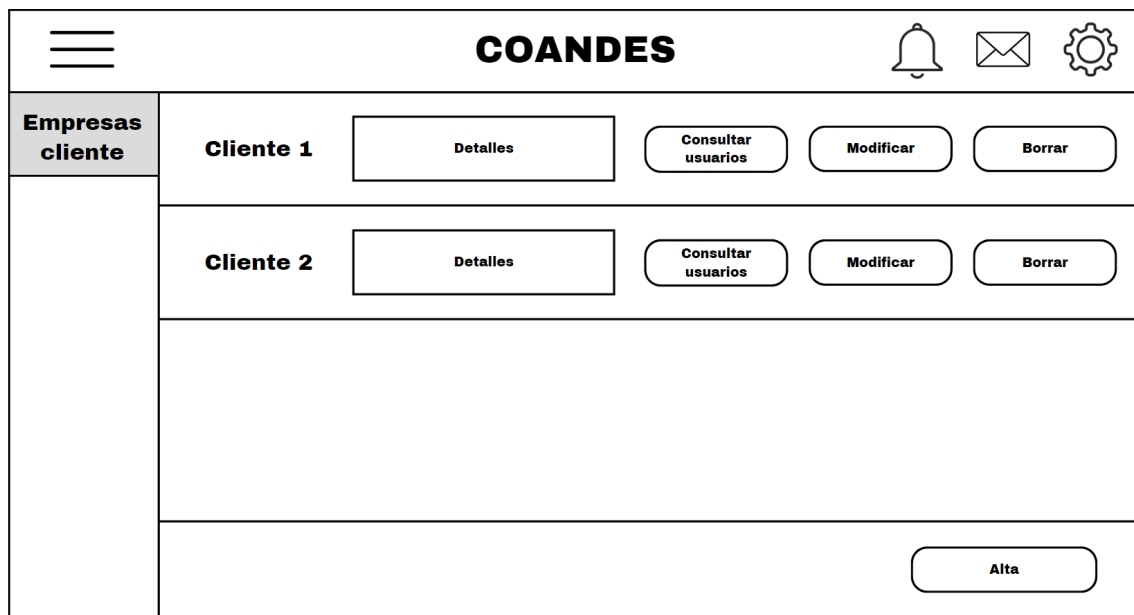 COANDES
Empresas
cliente
Cliente 1
Detalles
Consultar
usuarios
Modificar
Borrar
Cliente 2
Detalles
Consultar
usuarios
Modificar
Borrar
Alta